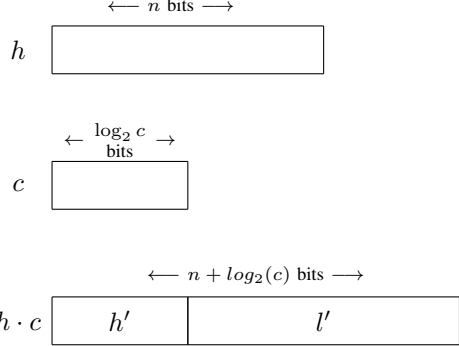 ← n bits →
h
← log₂ c →
bits
c
← n + log₂(c) bits →
h · c h′ l′